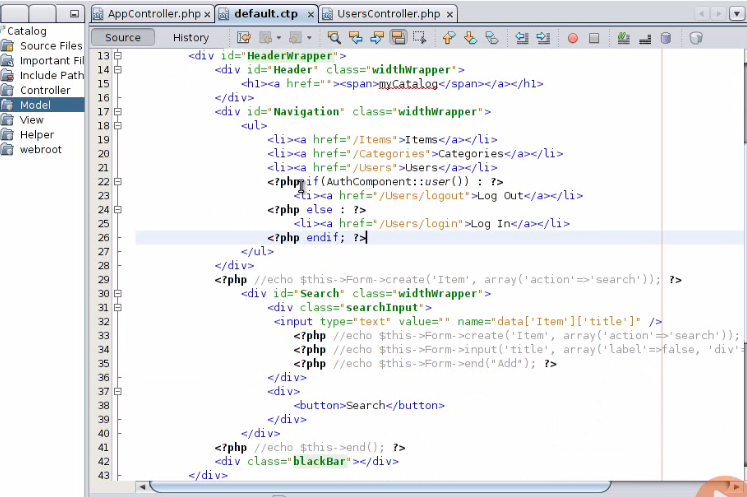 AppController.php default.ctp UsersController.php
Catalog Source History
Source Files
Important Fil
Include Path
Controller
Model
View
Helper
webroot
13 <div id="HeaderWrapper">
14 <div id="Header" class="widthWrapper">
15 <h1><a href=""><span>myCatalog</span></a></h1>
16 </div>
17 <div id="Navigation" class="widthWrapper">
18 <ul>
19 <li><a href="/Items">Items</a></li>
20 <li><a href="/Categories">Categories</a></li>
21 <li><a href="/Users">Users</a></li>
22 <?php if(AuthComponent::user()) : ?>
23 <li><a href="/Users/logout">Log Out</a></li>
24 <?php else : ?>
25 <li><a href="/Users/login">Log In</a></li>
26 <?php endif; ?>
27 </ul>
28 </div>
29 <?php //echo $this->Form->create('Item', array('action'=>'search')); ?>
30 <div id="Search" class="widthWrapper">
31 <div class="searchInput">
32 <input type="text" value="" name="data['Item']['title']" />
33 <?php //echo $this->Form->create('Item', array('action'=>'search'));
34 <?php //echo $this->Form->input('title', array('label'=>false, 'div'=
35 <?php //echo $this->Form->end("Add"); ?>
36 </div>
37 <div>
38 <button>Search</button>
39 </div>
40 </div>
41 <?php //echo $this->end(); ?>
42 <div class="blackBar"></div>
43 </div>